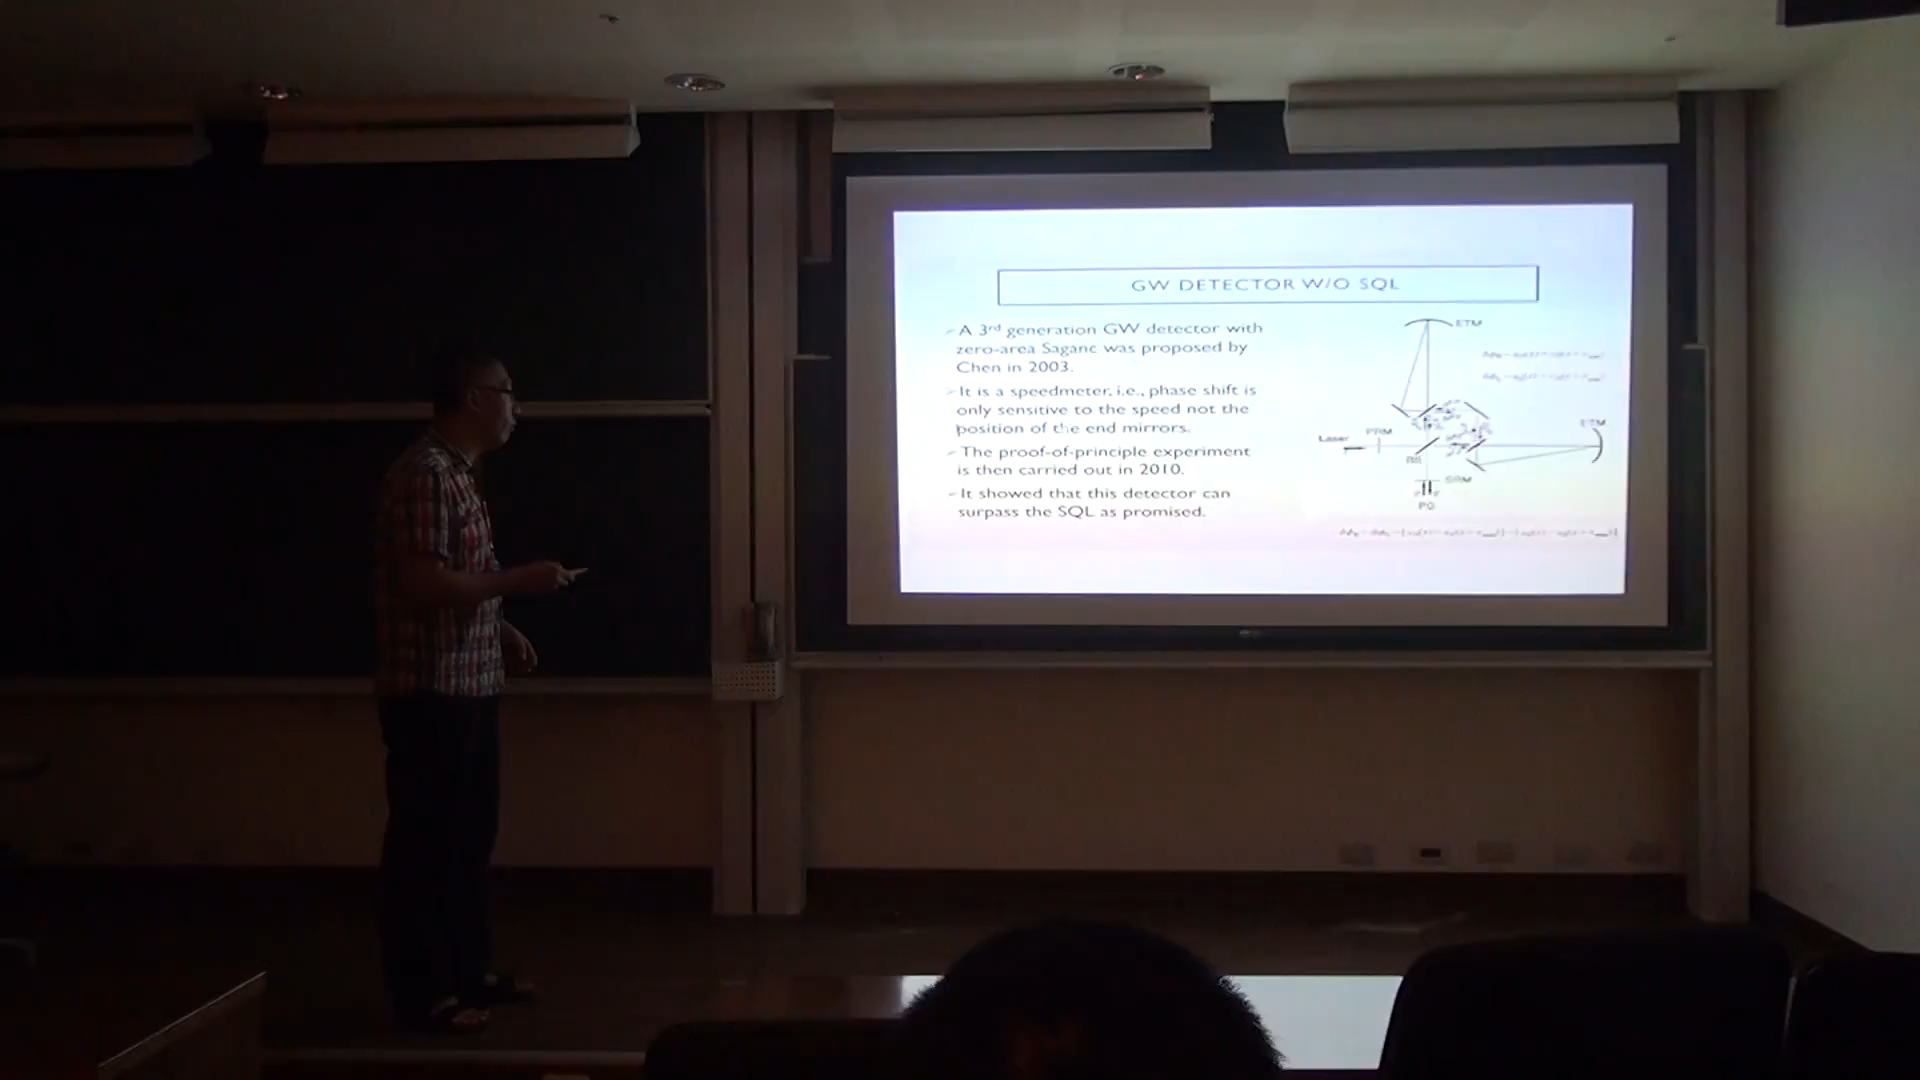 GW DETECTOR W/O SQL
- A 3rd generation GW detector with
zero-area Saganc was proposed by
Chen in 2003.
- It is a speedmeter, i.e., phase shift is
only sensitive to the speed not the
position of the end mirrors.
- The proof-of-principle experiment
is then carried out in 2010.
- It showed that this detector can
surpass the SQL as promised.
ETM
ETM
Laser
PRM
BS
SRM
PD